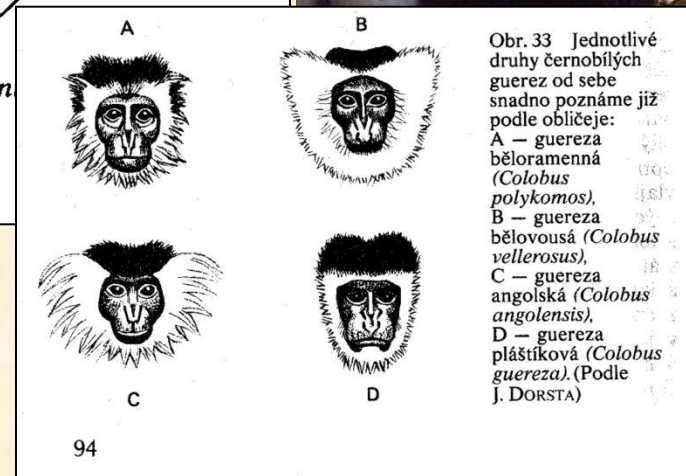 A
B
C
D
Obr. 33 Jednotlivé
druhy černobílých
guerez od sebe
snadno poznáme již
podle obličeje:
A — guereza
běloramenná
(Colobus
polykomos),
B — guereza
bělovousá (Colobus
vellerosus),
C — guereza
angolská (Colobus
angolensis),
D — guereza
pláštíková (Colobus
guereza). (Podle
J. DORSTA)
94